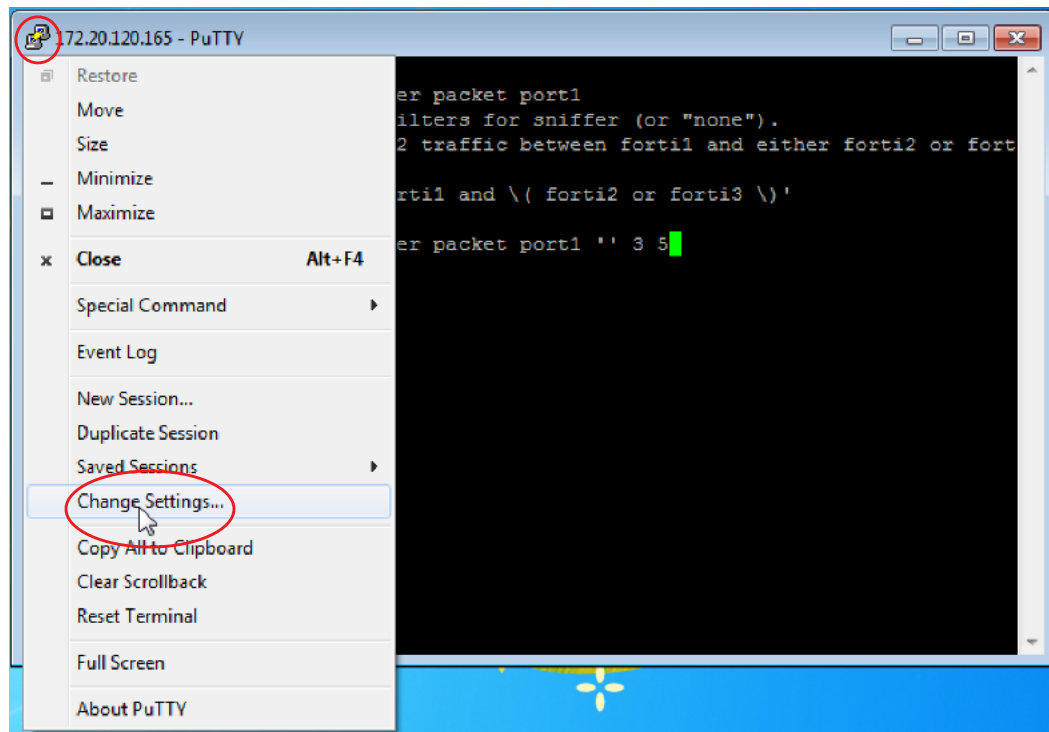 172.20.120.165 - PuTTY
Restore
Move
Size
Minimize
Maximize
Close Alt+F4
Special Command
Event Log
New Session...
Duplicate Session
Saved Sessions
Change Settings...
Copy All to Clipboard
Clear Scrollback
Reset Terminal
Full Screen
About PuTTY
er packet port1
ilters for sniffer (or "none").
2 traffic between forti1 and either forti2 or fort
rti1 and \( forti2 or forti3 \)'
er packet port1 '' 3 5